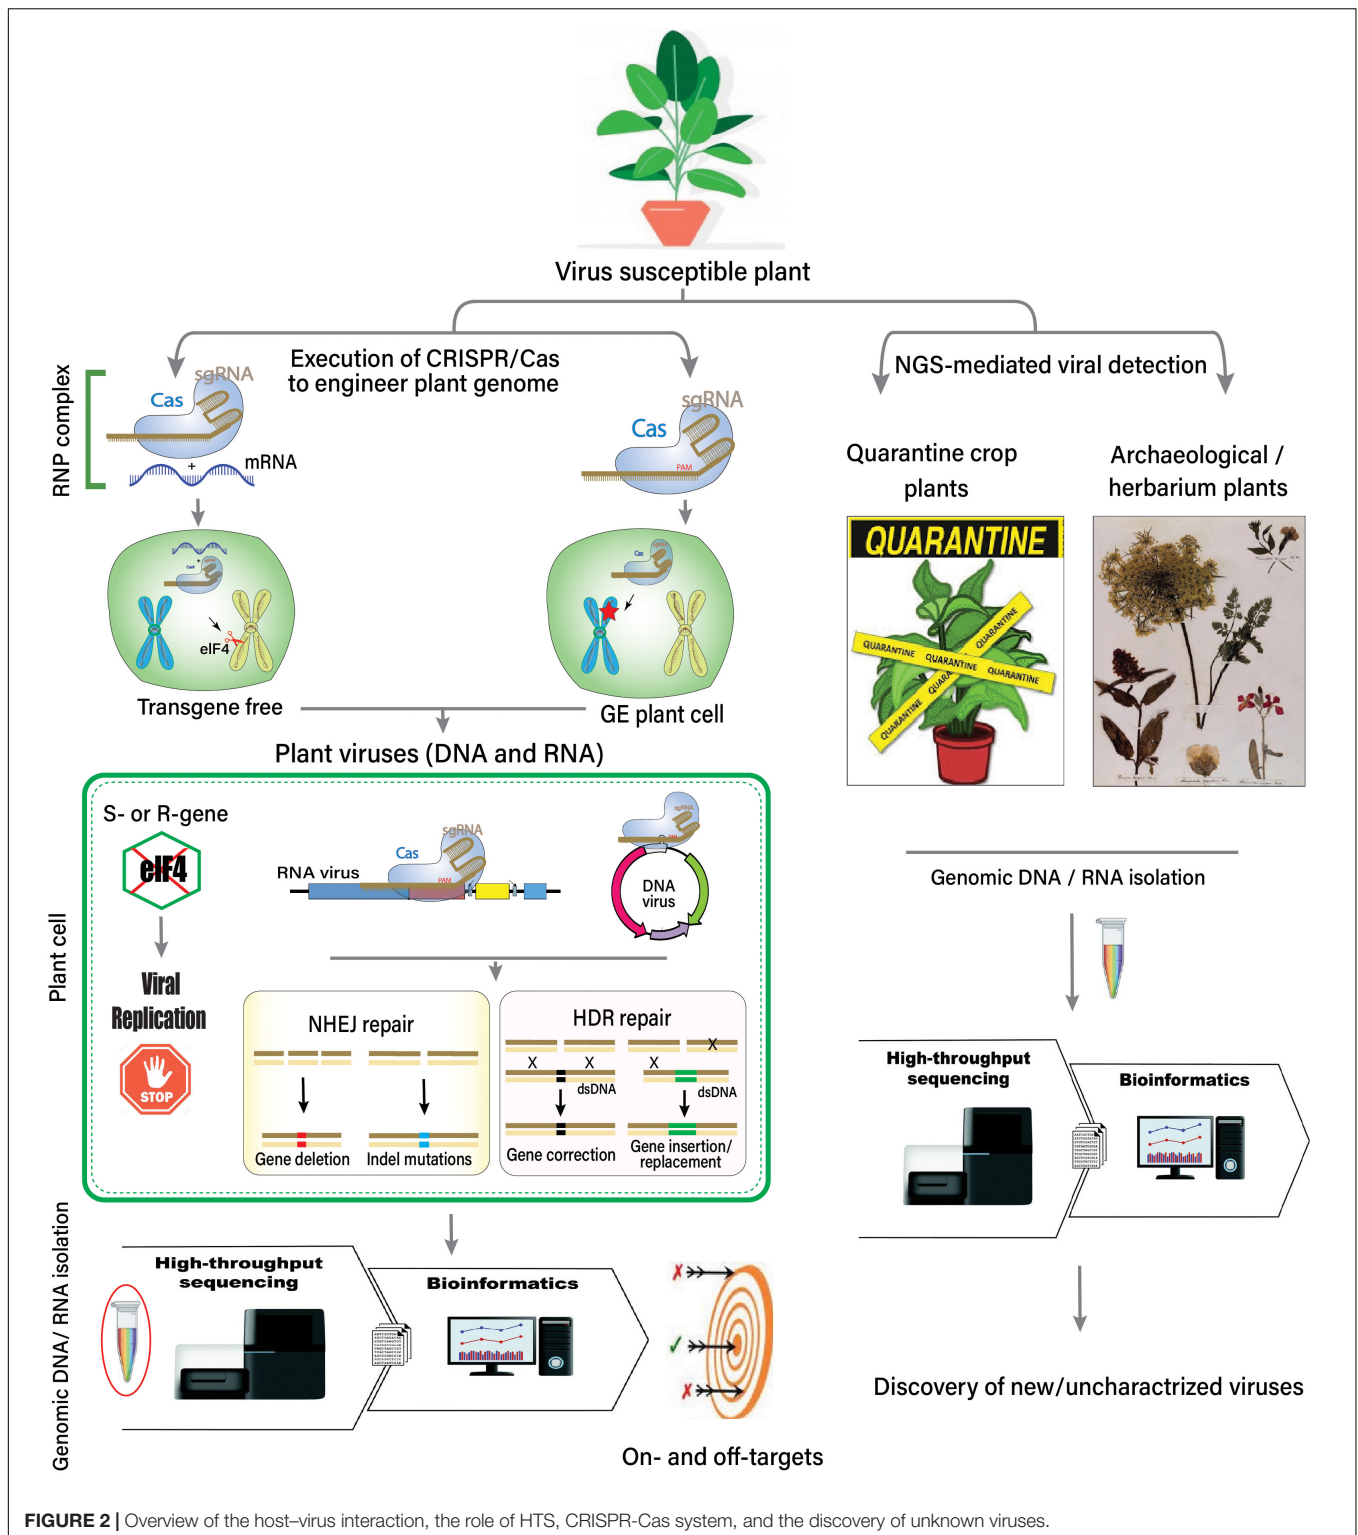 Virus susceptible plant
Execution of CRISPR/Cas
to engineer plant genome
NGS-mediated viral detection
RNP complex
sgRNA
Cas
+
mRNA
sgRNA
Cas
PAM
Quarantine crop
plants
Archaeological /
herbarium plants
QUARANTINE
QUARANTINE
QUARANTINE QUARANTINE QUARANTINE
QUARANTINE QUARA
+
eIF4
Cas
Transgene free
GE plant cell
Plant viruses (DNA and RNA)
Plant cell
S- or R-gene
eIF4
Viral
Replication
STOP
sgRNA
Cas
PAM
RNA virus
sgRNA
DNA
virus
NHEJ repair
Gene deletion
Indel mutations
HDR repair
X
X
X
X
dsDNA
dsDNA
Gene correction
Gene insertion/
replacement
Genomic DNA / RNA isolation
High-throughput
sequencing
Bioinformatics
Discovery of new/uncharactrized viruses
Genomic DNA/ RNA isolation
High-throughput
sequencing
Bioinformatics
On- and off-targets
FIGURE 2 | Overview of the host–virus interaction, the role of HTS, CRISPR-Cas system, and the discovery of unknown viruses.